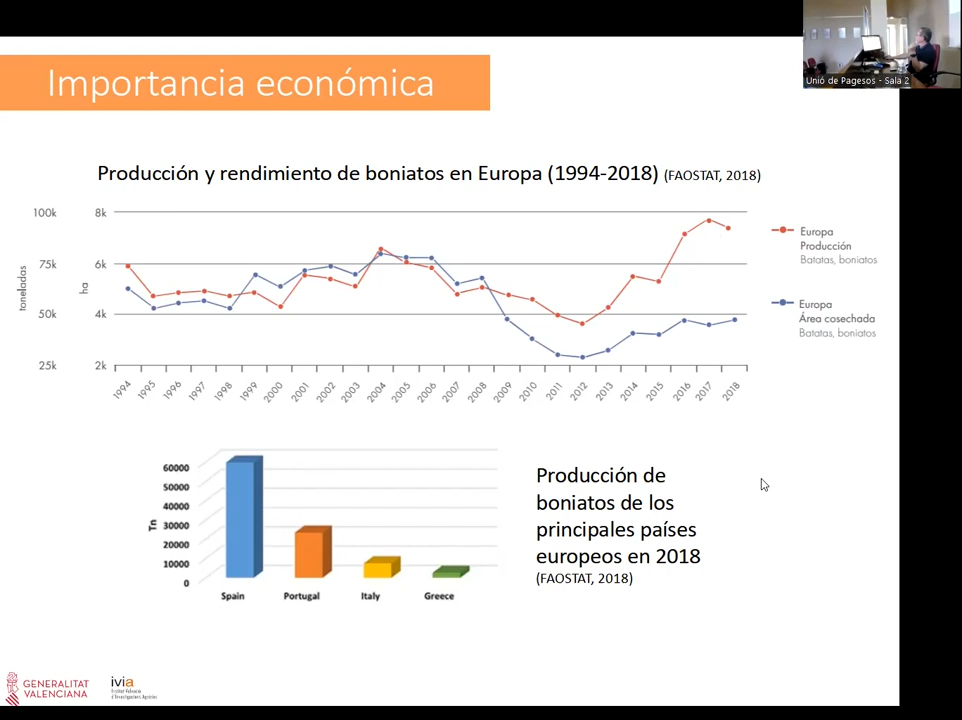 Unió de Pagesos - Sala 2
Importancia económica
Producción y rendimiento de boniatos en Europa (1994-2018) (FAOSTAT, 2018)
100k 8k
75k 6k
50k 4k
25k 2k
toneladas
ha
1994 1995 1996 1997 1998 1999 2000 2001 2002 2003 2004 2005 2006 2007 2008 2009 2010 2011 2012 2013 2014 2015 2016 2017 2018
Europa
Producción
Batatas, boniatos
Europa
Área cosechada
Batatas, boniatos
60000
50000
40000
30000
20000
10000
0
Tn
Spain Portugal Italy Greece
Producción de
boniatos de los
principales países
europeos en 2018
(FAOSTAT, 2018)
GENERALITAT
VALENCIANA
ivia
Institut Valencià
d'Investigacions Agràries